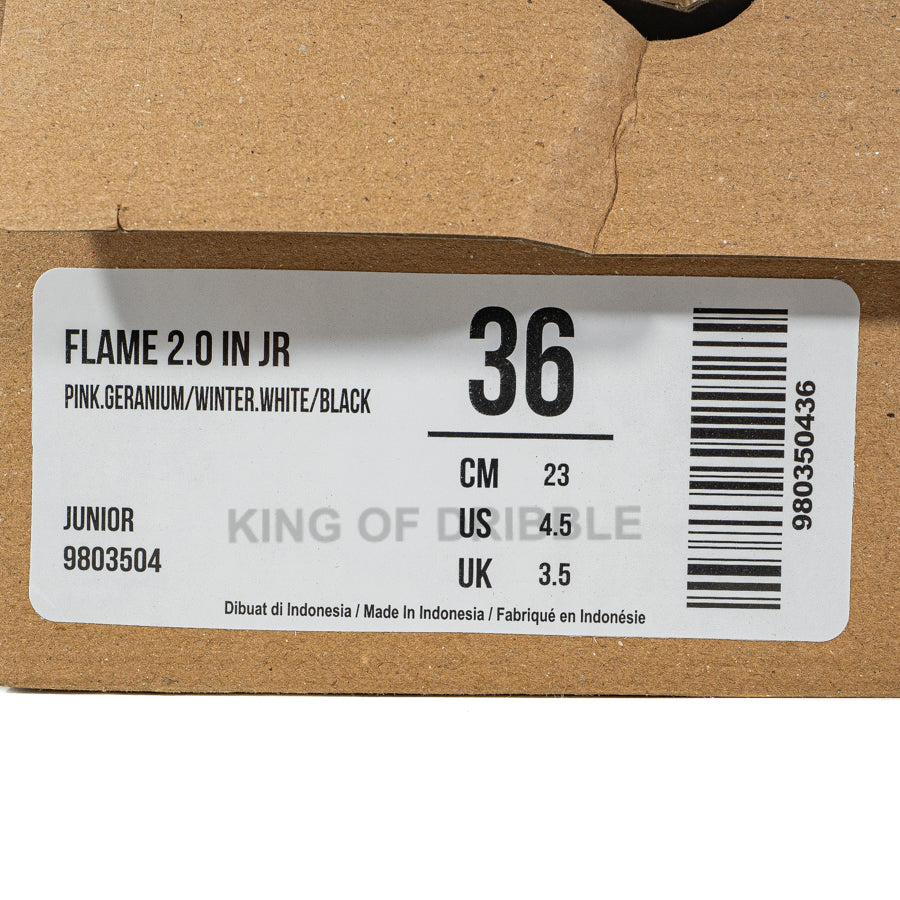 FLAME 2.0 IN JR
PINK.GERANIUM/WINTER.WHITE/BLACK
36
CM 23
US 4.5
UK 3.5
JUNIOR
9803504
KING OF DRIBBLE
Dibuat di Indonesia / Made In Indonesia / Fabriqué en Indonésie
980350436